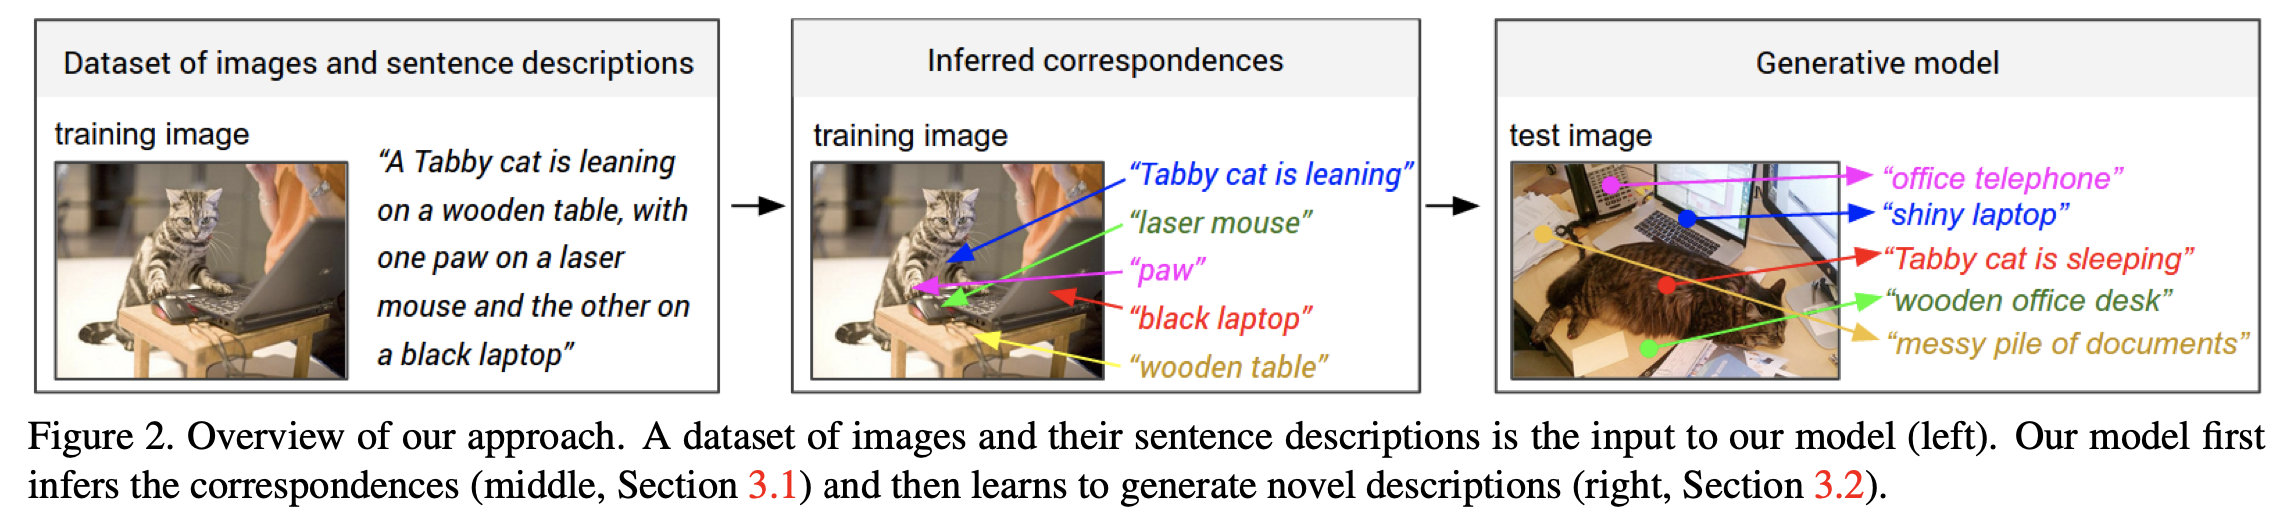 Dataset of images and sentence descriptions
training image
“A Tabby cat is leaning
on a wooden table, with
one paw on a laser
mouse and the other on
a black laptop”
Inferred correspondences
training image
“Tabby cat is leaning”
“laser mouse”
“paw”
“black laptop”
“wooden table”
Generative model
test image
“office telephone”
“shiny laptop”
“Tabby cat is sleeping”
“wooden office desk”
“messy pile of documents”
Figure 2. Overview of our approach. A dataset of images and their sentence descriptions is the input to our model (left). Our model first
infers the correspondences (middle, Section 3.1) and then learns to generate novel descriptions (right, Section 3.2).